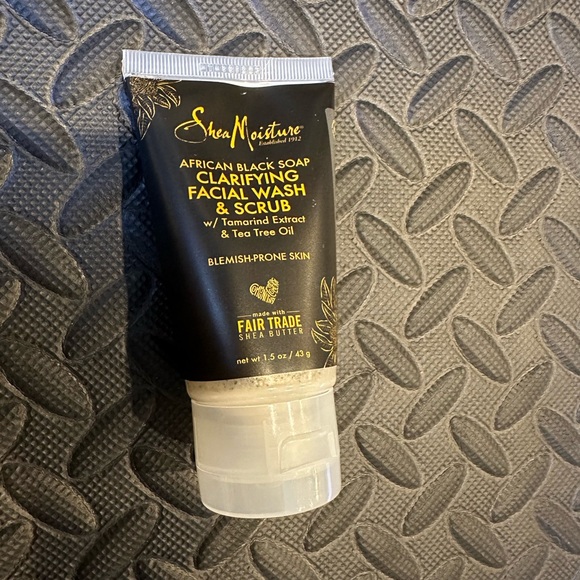 SheaMoisture
Established 1912
AFRICAN BLACK SOAP
CLARIFYING
FACIAL WASH
& SCRUB
w/ Tamarind Extract
& Tea Tree Oil
BLEMISH-PRONE SKIN
made with
FAIR TRADE
SHEA BUTTER
net wt 1.5 oz / 43 g